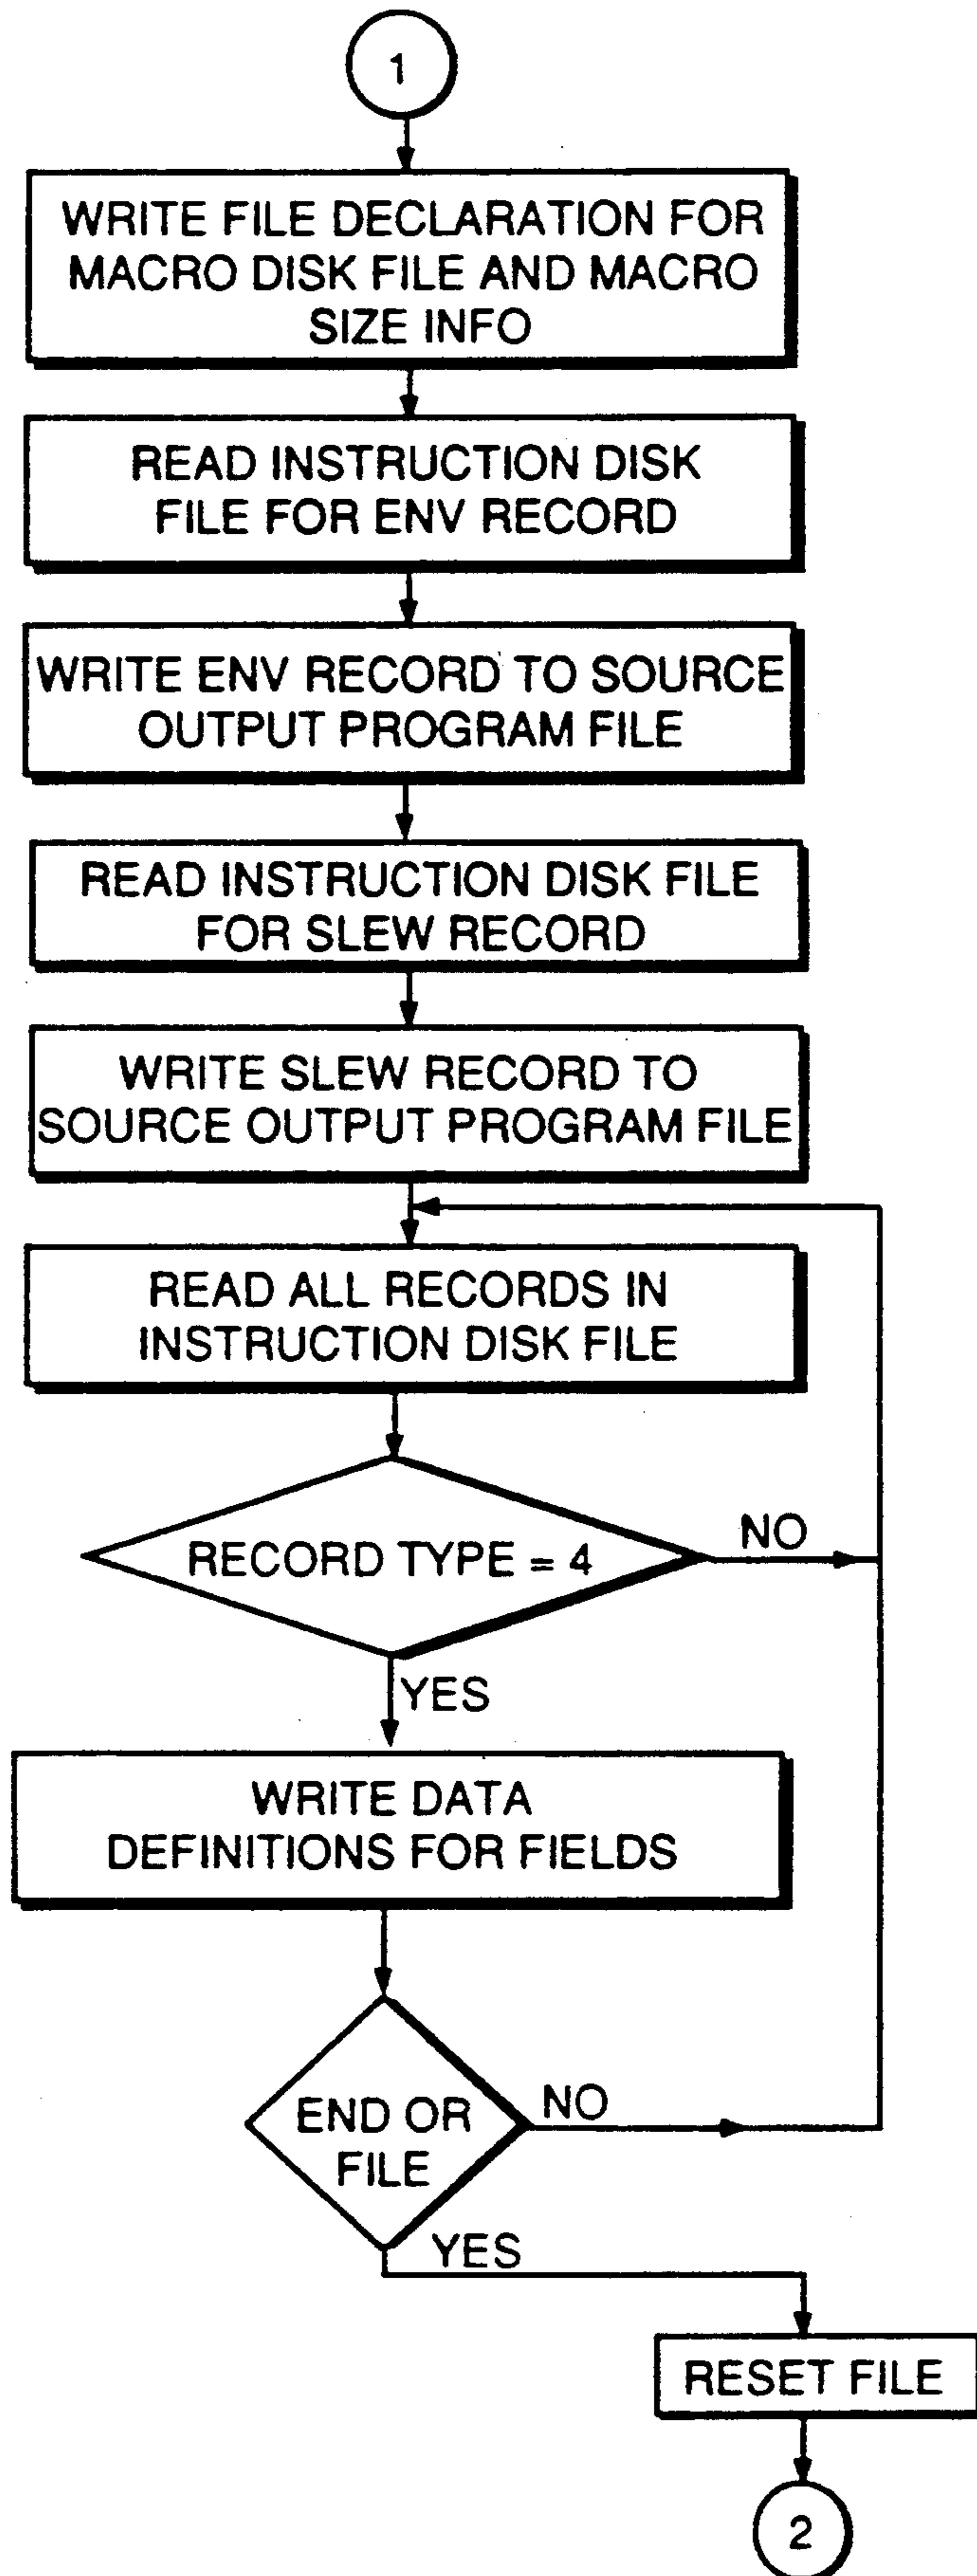 1
WRITE FILE DECLARATION FOR
MACRO DISK FILE AND MACRO
SIZE INFO
READ INSTRUCTION DISK
FILE FOR ENV RECORD
WRITE ENV RECORD TO SOURCE
OUTPUT PROGRAM FILE
READ INSTRUCTION DISK FILE
FOR SLEW RECORD
WRITE SLEW RECORD TO
SOURCE OUTPUT PROGRAM FILE
READ ALL RECORDS IN
INSTRUCTION DISK FILE
RECORD TYPE = 4
NO
YES
WRITE DATA
DEFINITIONS FOR FIELDS
END OR
FILE
NO
YES
RESET FILE
2